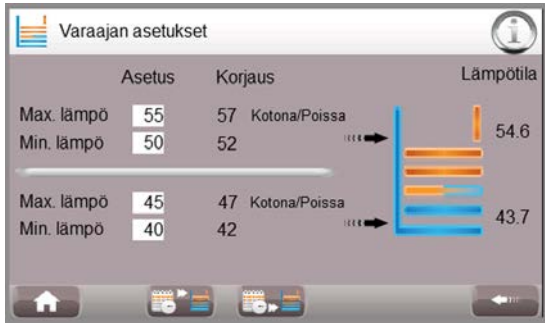 Varaajan asetukset
Asetus Korjaus Lämpötila
Max. lämpö 55 57 Kotona/Poissa 54.6
Min. lämpö 50 52
Max. lämpö 45 47 Kotona/Poissa 43.7
Min. lämpö 40 42